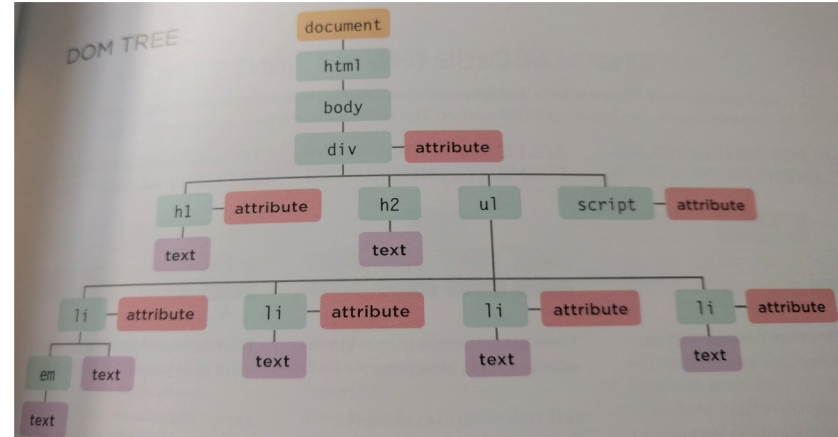 DOM TREE
document
html
body
div attribute
h1 attribute h2 ul script attribute
text text
li attribute li attribute li attribute li attribute
em text text text text
text